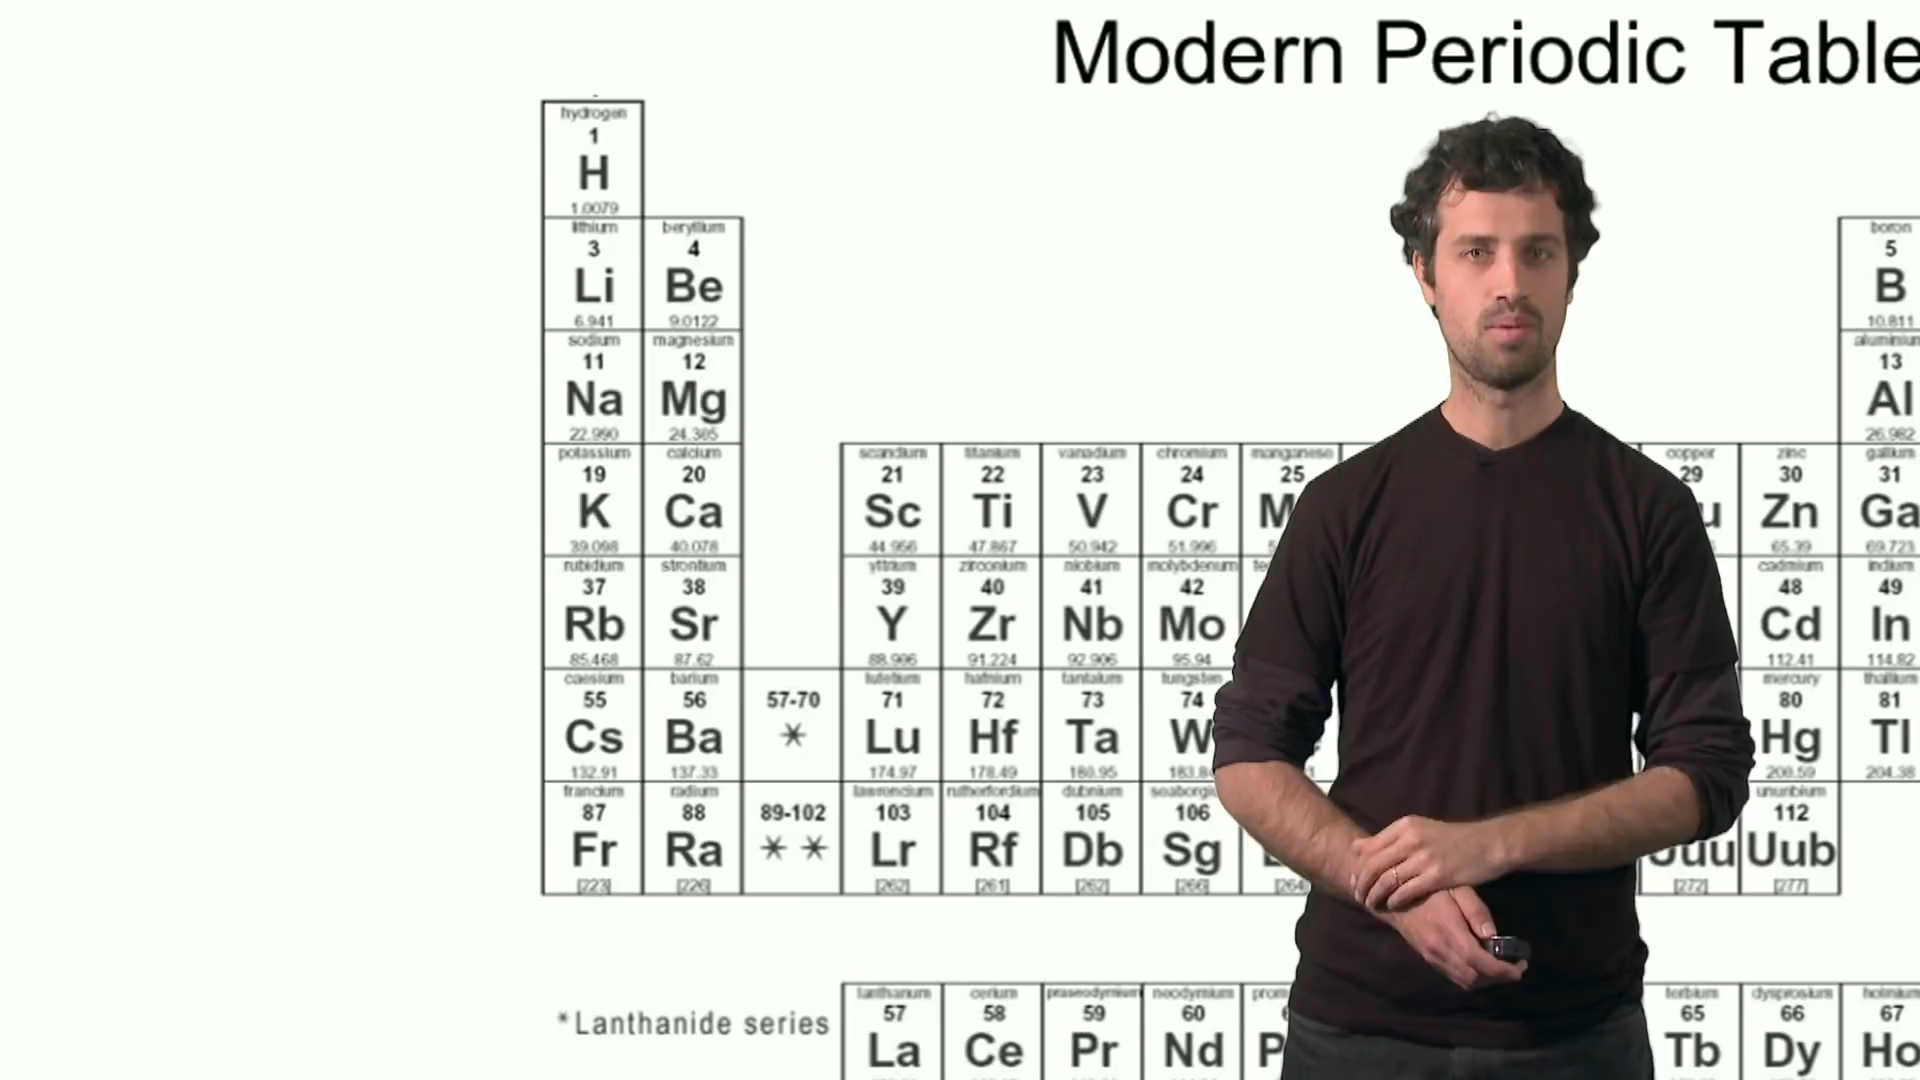 Modern Periodic Table
hydrogen
1
H
1.0079
lithium beryllium boron
3 4 5
Li Be B
6.941 9.0122 10.811
sodium magnesium aluminium
11 12 13
Na Mg Al
22.990 24.305 26.982
potassium calcium scandium titanium vanadium chromium manganese copper zinc gallium
19 20 21 22 23 24 25 29 30 31
K Ca Sc Ti V Cr M u Zn Ga
39.098 40.078 44.956 47.867 50.942 51.996 65.39 69.723
rubidium strontium yttrium zirconium niobium molybdenum cadmium indium
37 38 39 40 41 42 48 49
Rb Sr Y Zr Nb Mo Cd In
85.468 87.62 88.906 91.224 92.906 95.94 112.41 114.82
caesium barium lutetium hafnium tantalum tungsten mercury thallium
55 56 57-70 71 72 73 74 80 81
Cs Ba * Lu Hf Ta W Hg Tl
132.91 137.33 174.97 178.49 180.95 183.84 200.59 204.38
francium radium lawrencium rutherfordium dubnium seaborgium ununbium
87 88 89-102 103 104 105 106 112
Fr Ra * * Lr Rf Db Sg Uuu Uub
[223] [226] [262] [261] [262] [266] [264] [272] [277]
lanthanum cerium praseodymium neodymium terbium dysprosium holmium
57 58 59 60 65 66 67
*Lanthanide series La Ce Pr Nd P Tb Dy Ho